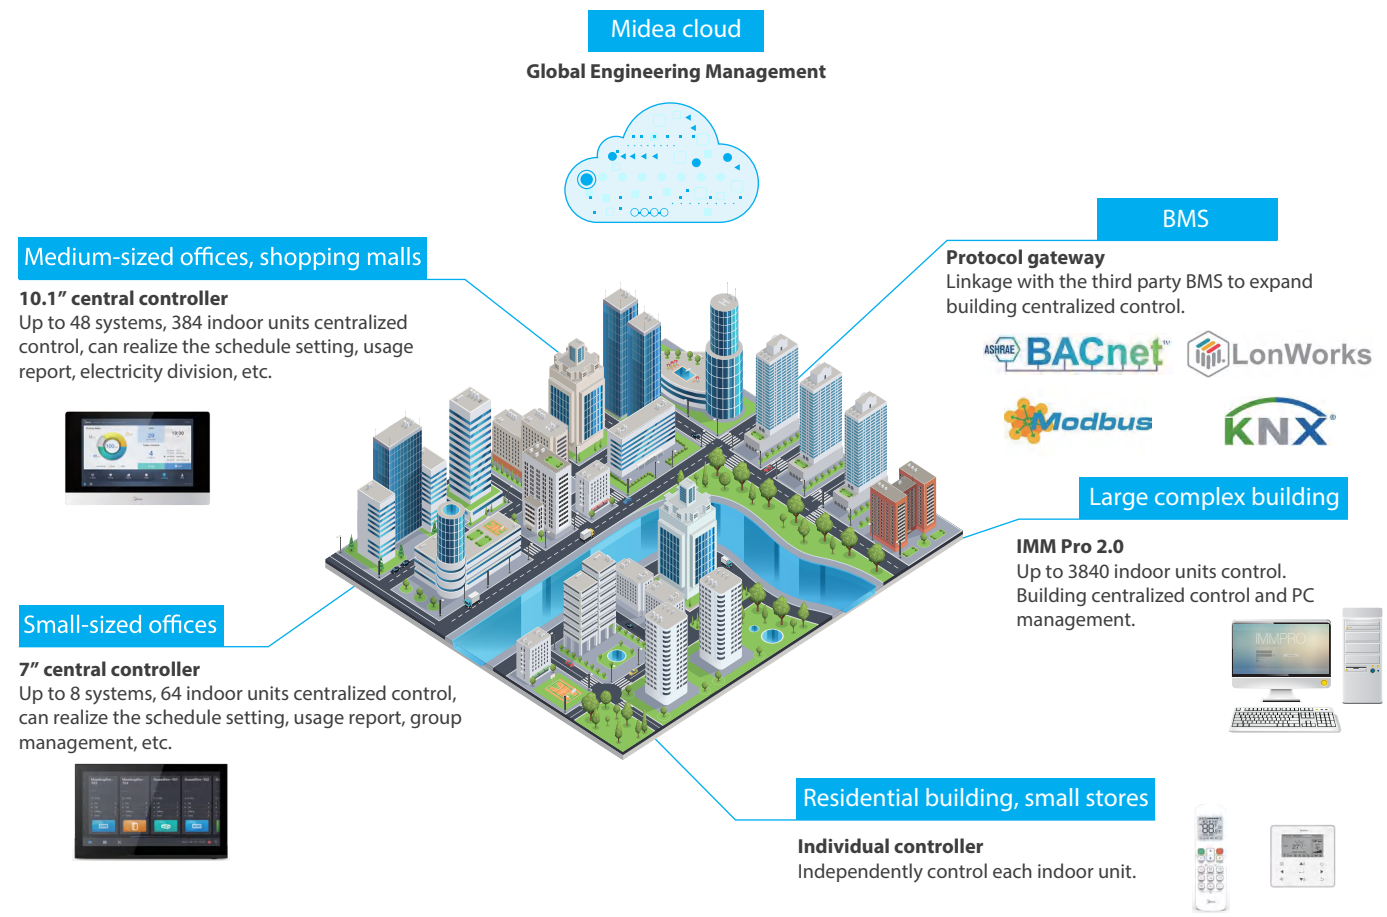 Midea cloud
Global Engineering Management
BMS
Protocol gateway
Linkage with the third party BMS to expand
building centralized control.
ASHRAE BACnet™
LonWorks
Modbus
KNX®
Medium-sized offices, shopping malls
10.1” central controller
Up to 48 systems, 384 indoor units centralized
control, can realize the schedule setting, usage
report, electricity division, etc.
Large complex building
IMM Pro 2.0
Up to 3840 indoor units control.
Building centralized control and PC
management.
IMMPRO
Small-sized offices
7” central controller
Up to 8 systems, 64 indoor units centralized control,
can realize the schedule setting, usage report, group
management, etc.
Residential building, small stores
Individual controller
Independently control each indoor unit.